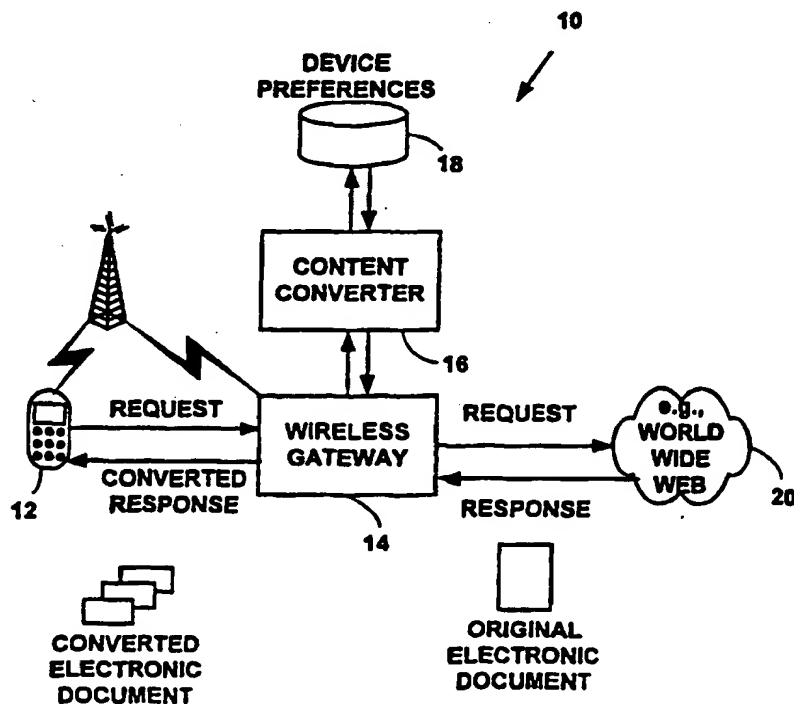 10
DEVICE
PREFERENCES
18
CONTENT
CONVERTER
16
REQUEST
WIRELESS
GATEWAY
REQUEST
e.g.,
WORLD
WIDE
WEB
20
12
CONVERTED
RESPONSE
14
RESPONSE
CONVERTED
ELECTRONIC
DOCUMENT
ORIGINAL
ELECTRONIC
DOCUMENT